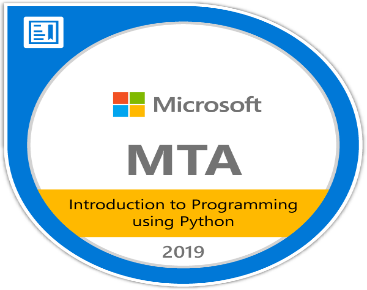 Microsoft
MTA
Introduction to Programming
using Python
2019